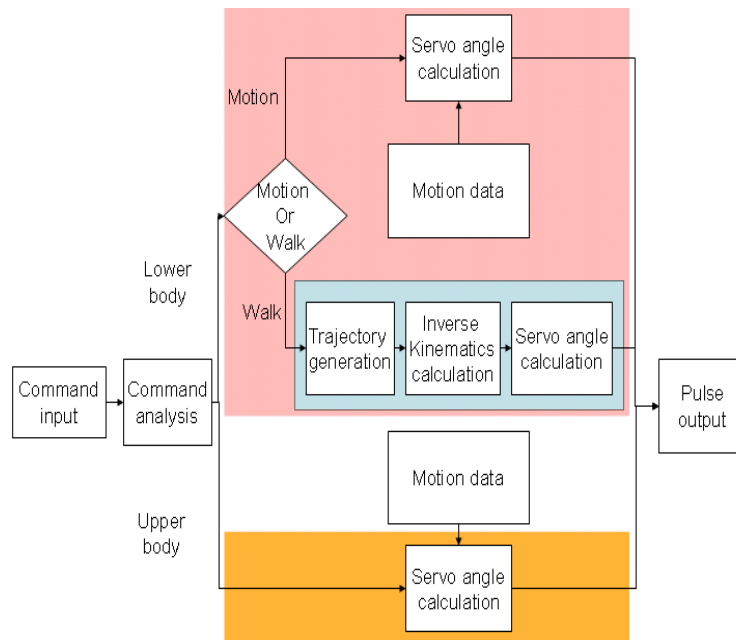 Servo angle
calculation
Motion
Motion data
Motion
Or
Walk
Lower
body
Walk
Trajectory
generation
Inverse
Kinematics
calculation
Servo angle
calculation
Command
input
Command
analysis
Pulse
output
Motion data
Upper
body
Servo angle
calculation